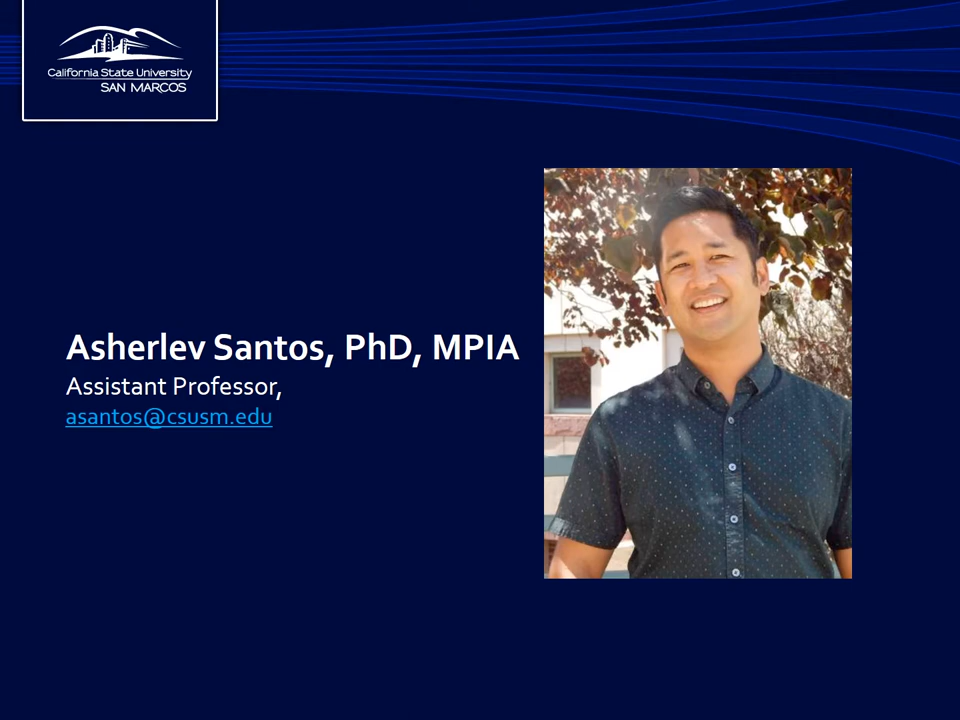 California State University
SAN MARCOS
Asherlev Santos, PhD, MPIA
Assistant Professor,
asantos@csusm.edu